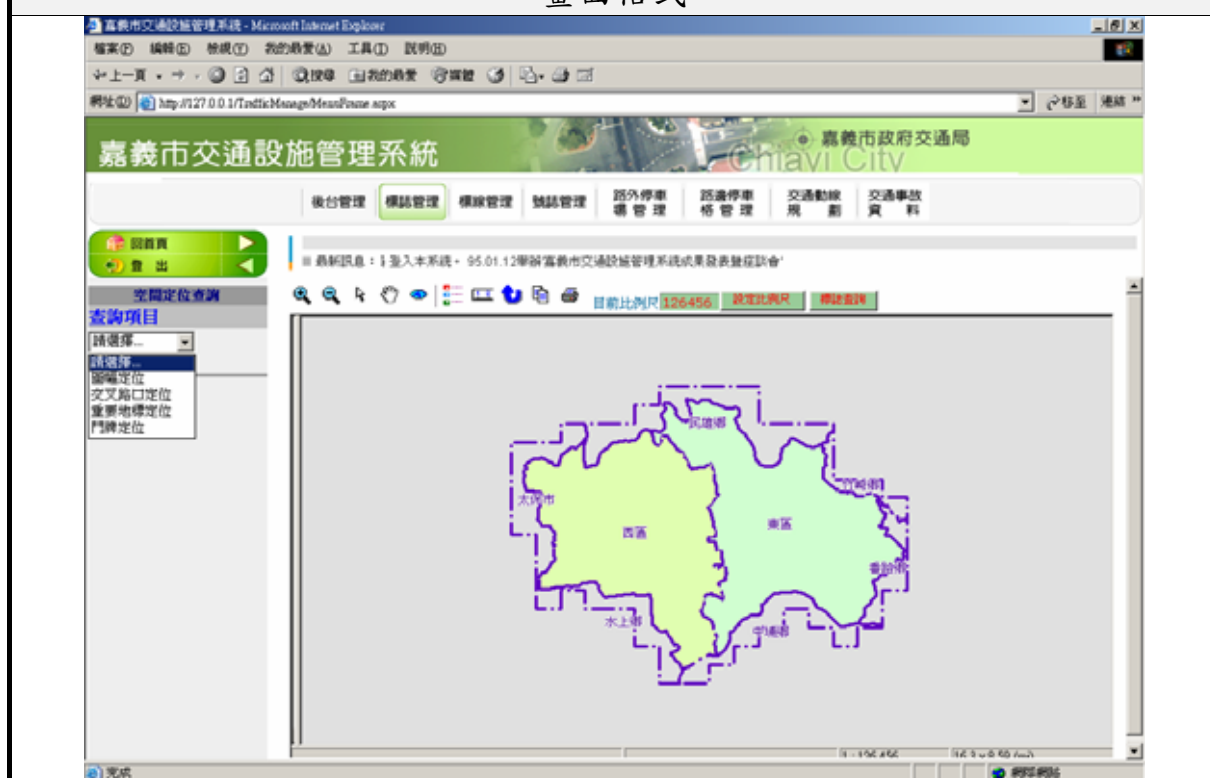 畫面格式
嘉義市交通設施管理系統 - Microsoft Internet Explorer
檔案(F) 編輯(E) 檢視(V) 我的最愛(A) 工具(T) 說明(H)
上一頁 搜尋 我的最愛 媒體
網址(D) http://127.0.0.1/TrafficManage/MenuFrame.aspx 移至 連結 »
嘉義市交通設施管理系統
嘉義市政府交通局
Chiayi City
後台管理 標誌管理 標線管理 號誌管理 路外停車場管理 路邊停車格管理 交通動線規劃 交通事故資料
回首頁
登出
最新訊息: 登入本系統。 95.01.12舉辦'嘉義市交通設施管理系統成果發表暨座談會'
空間定位查詢
目前比例尺 126456 設定比例尺 標誌查詢
查詢項目
請選擇...
請選擇...
圖幅定位
交叉路口定位
重要地標定位
門牌定位
民雄鄉
竹崎鄉
太保市
西區
東區
番路鄉
水上鄉
中埔鄉
1 : 126,456
完成
網際網路